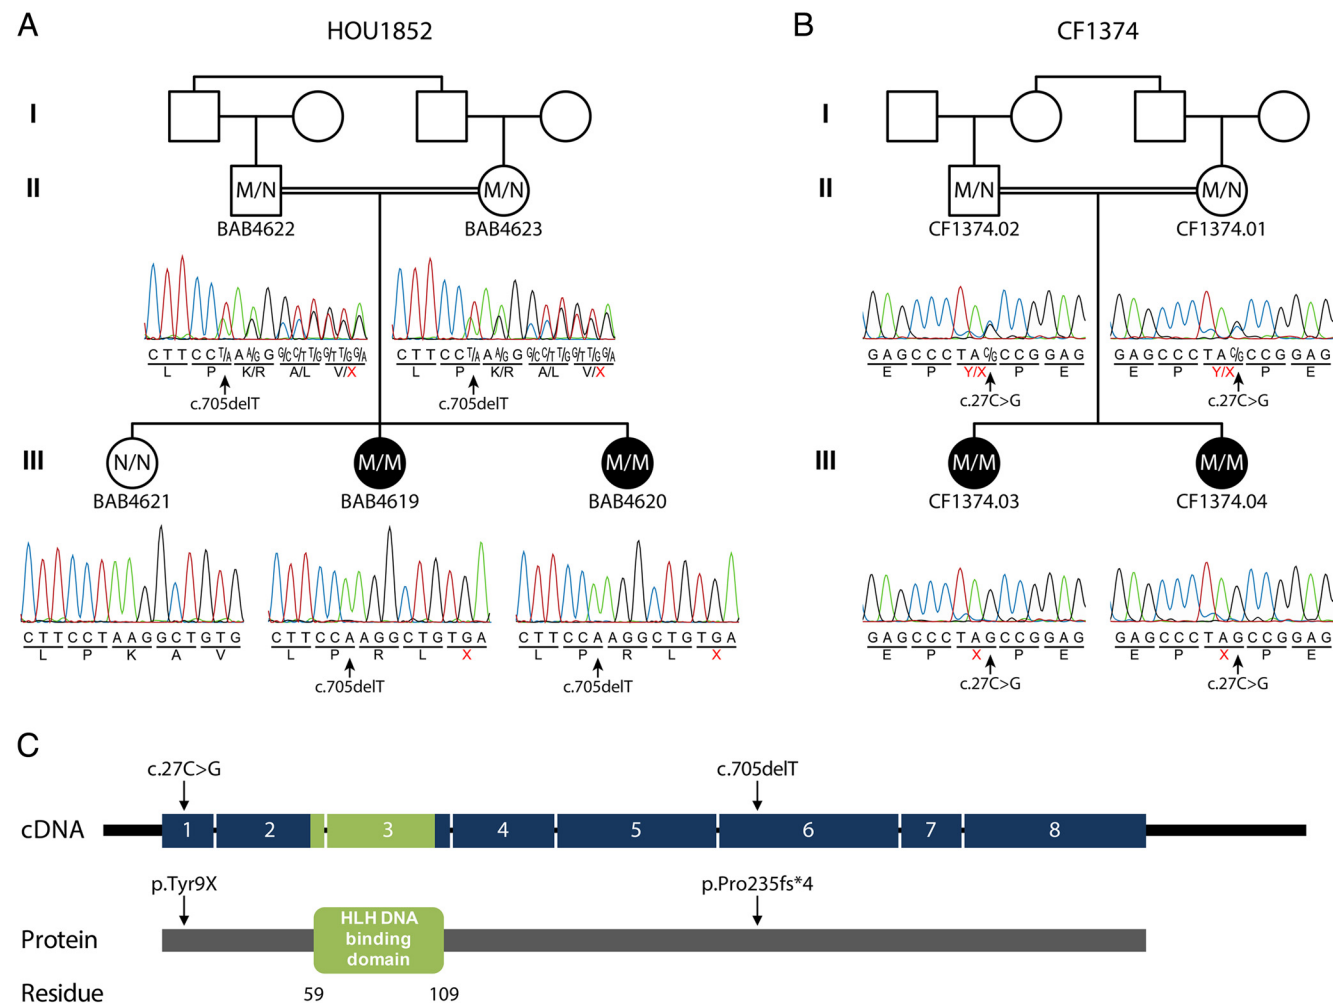 A
HOU1852
B
CF1374
I
I
II
M/N
M/N
II
M/N
M/N
BAB4622
BAB4623
CF1374.02
CF1374.01
C T T C C T/A A A/G G G/C C/T T/G G/T T/G G/A
L P K/R A/L V/X
c.705delT
C T T C C T/A A A/G G G/C C/T T/G G/T T/G G/A
L P K/R A/L V/X
c.705delT
G A G C C C T A C/G C C G G A G
E P Y/X P E
c.27C>G
G A G C C C T A C/G C C G G A G
E P Y/X P E
c.27C>G
III
N/N
M/M
M/M
III
M/M
M/M
BAB4621
BAB4619
BAB4620
CF1374.03
CF1374.04
C T T C C T A A G G C T G T G
L P K A V
C T T C C A A G G C T G T G A
L P R L X
c.705delT
C T T C C A A G G C T G T G A
L P R L X
c.705delT
G A G C C C T A G C C G G A G
E P X P E
c.27C>G
G A G C C C T A G C C G G A G
E P X P E
c.27C>G
C
c.27C>G
c.705delT
cDNA
1 2 3 4 5 6 7 8
p.Tyr9X
p.Pro235fs*4
Protein
HLH DNA
binding
domain
Residue
59
109